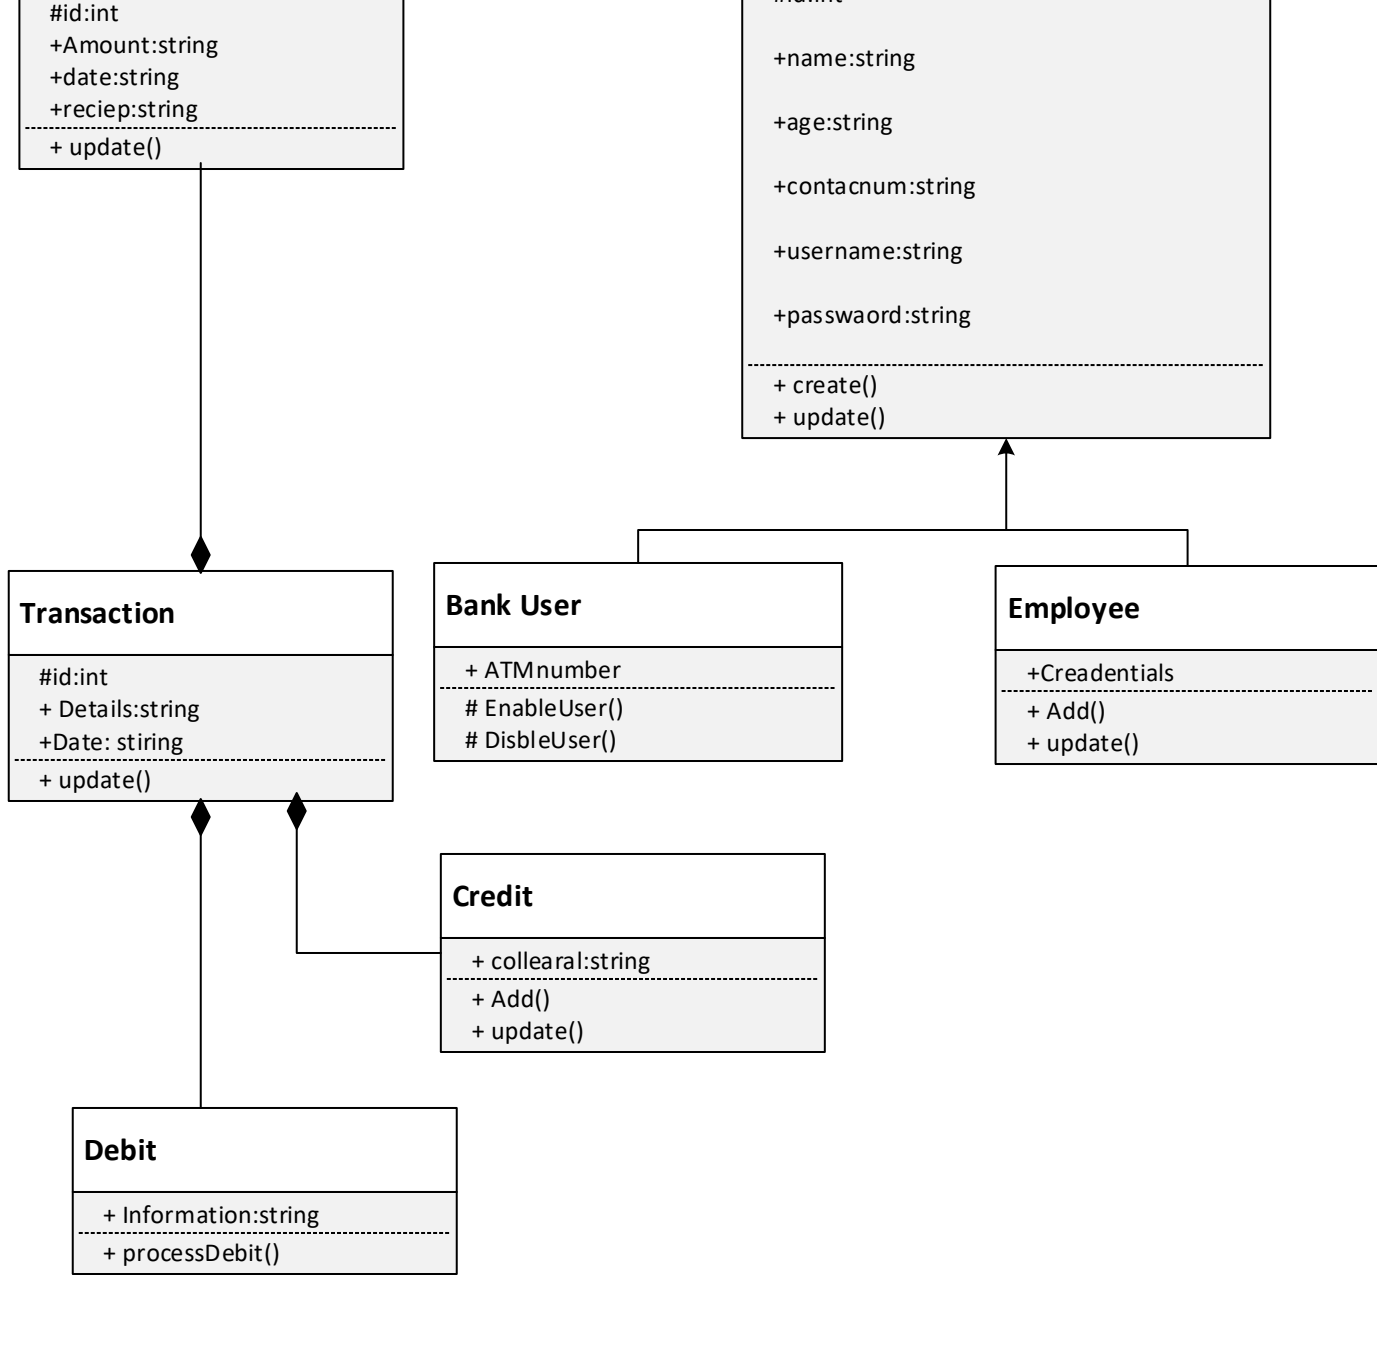 #id:int
+Amount:string
+date:string
+reciep:string
+ update()
+name:string
+age:string
+contacnum:string
+username:string
+passwaord:string
+ create()
+ update()
Transaction
#id:int
+ Details:string
+Date: stiring
+ update()
Bank User
+ ATMnumber
# EnableUser()
# DisbleUser()
Employee
+Creadentials
+ Add()
+ update()
Credit
+ collearal:string
+ Add()
+ update()
Debit
+ Information:string
+ processDebit()